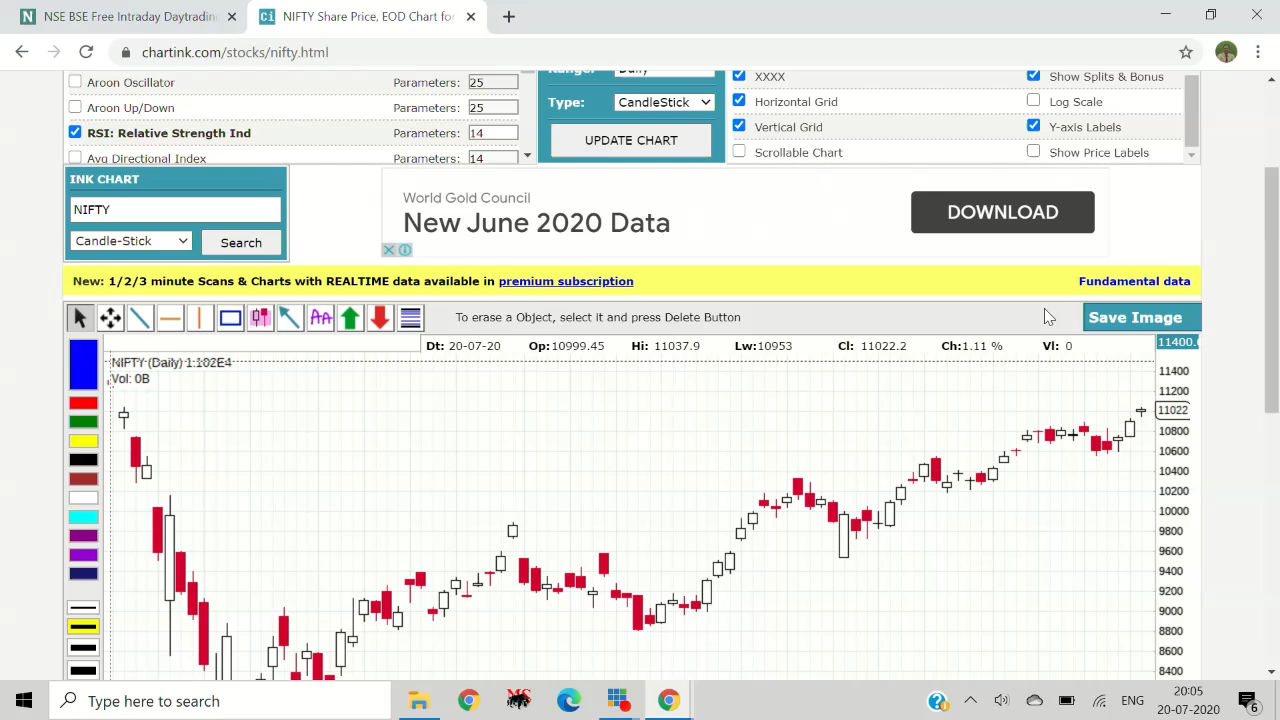 NSE BSE Free Intraday Nowgadin
NIFTY Share Price, EOD Chart for
chartink.com/stocks/nifty.html
Aroon Oscillator Parameters: 25
Aroon Up/Down Parameters: 25
RSI: Relative Strength Ind Parameters: 14
Avg Directional Index Parameters: 14
Range: Daily
Type: CandleStick
UPDATE CHART
XXXX Show Splits & Bonus
Horizontal Grid Log Scale
Vertical Grid Y-axis Labels
Scrollable Chart Show Price Labels
INK CHART
NIFTY
Candle-Stick Search
World Gold Council
New June 2020 Data
DOWNLOAD
New: 1/2/3 minute Scans & Charts with REALTIME data available in premium subscription Fundamental data
To erase a Object, select it and press Delete Button
Save Image
Dt: 20-07-20 Op:10999.45 Hi: 11037.9 Lw:10953 Cl: 11022.2 Ch:1.11 % Vl: 0
11400.
NIFTY (Daily) 1.102E4
Vol: 0B
11400
11200
11022
10800
10600
10400
10200
10000
9800
9600
9400
9200
9000
8800
8600
8400
Type here to search
ENG
20:05
20-07-2020
6